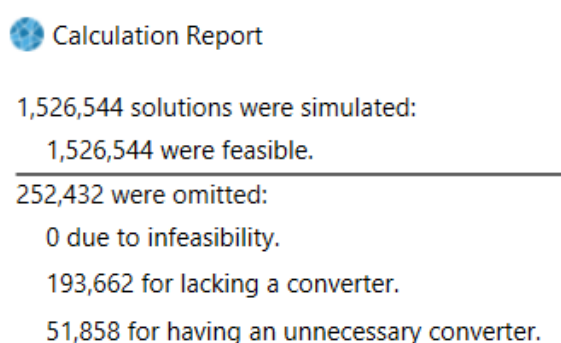 Calculation Report
1,526,544 solutions were simulated:
1,526,544 were feasible.
252,432 were omitted:
0 due to infeasibility.
193,662 for lacking a converter.
51,858 for having an unnecessary converter.